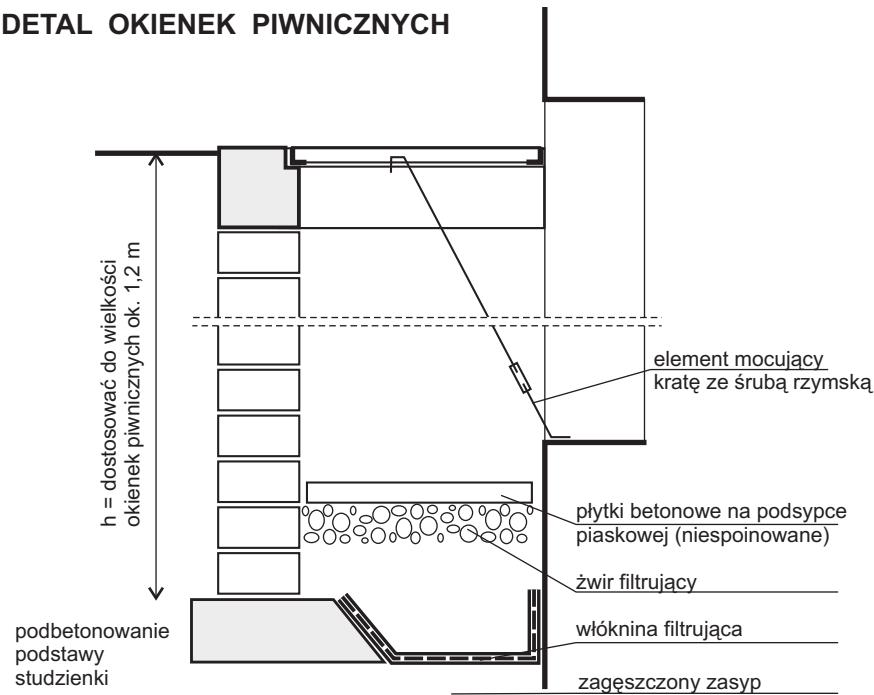 DETAL OKIENEK PIWNICZNYCH
h = dostosować do wielkości
okienek piwnicznych ok. 1,2 m
element mocujący
kratę ze śrubą rzymską
płytki betonowe na podsypce
piaskowej (niespoinowane)
żwir filtrujący
włóknina filtrująca
zagęszczony zasyp
podbetonowanie
podstawy
studzienki